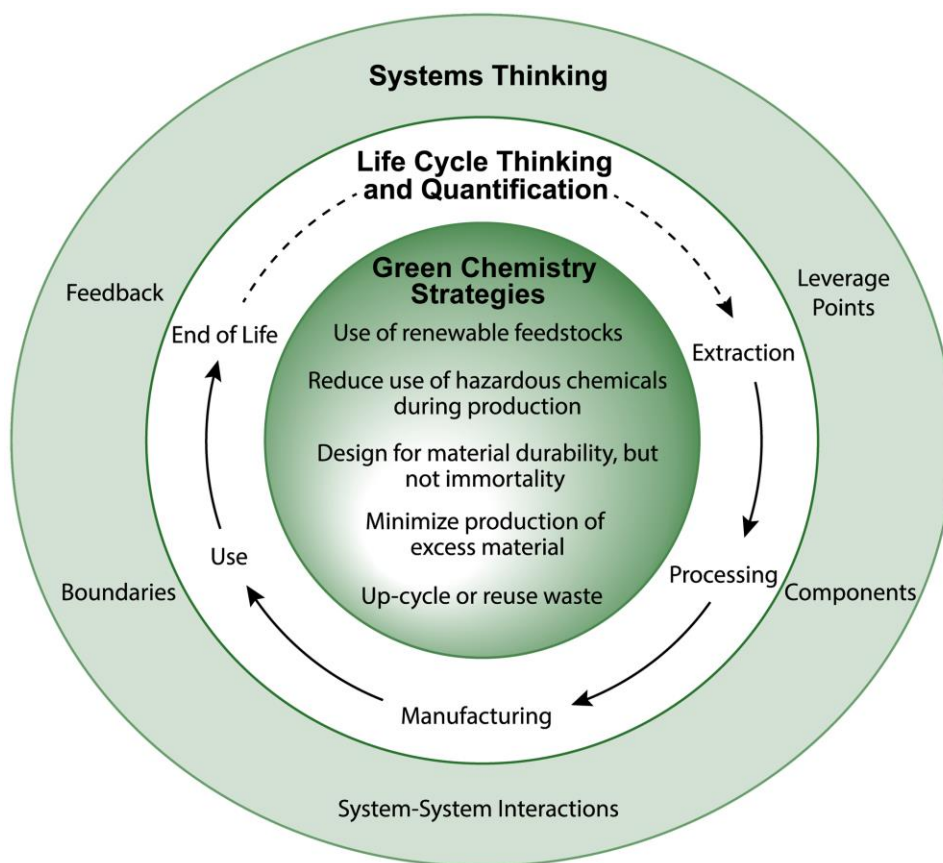 Systems Thinking
Life Cycle Thinking
and Quantification
Green Chemistry
Strategies
Use of renewable feedstocks
Reduce use of hazardous chemicals
during production
Design for material durability, but
not immortality
Minimize production of
excess material
Up-cycle or reuse waste
Extraction
Processing
Manufacturing
Use
End of Life
Leverage
Points
Components
System-System Interactions
Boundaries
Feedback